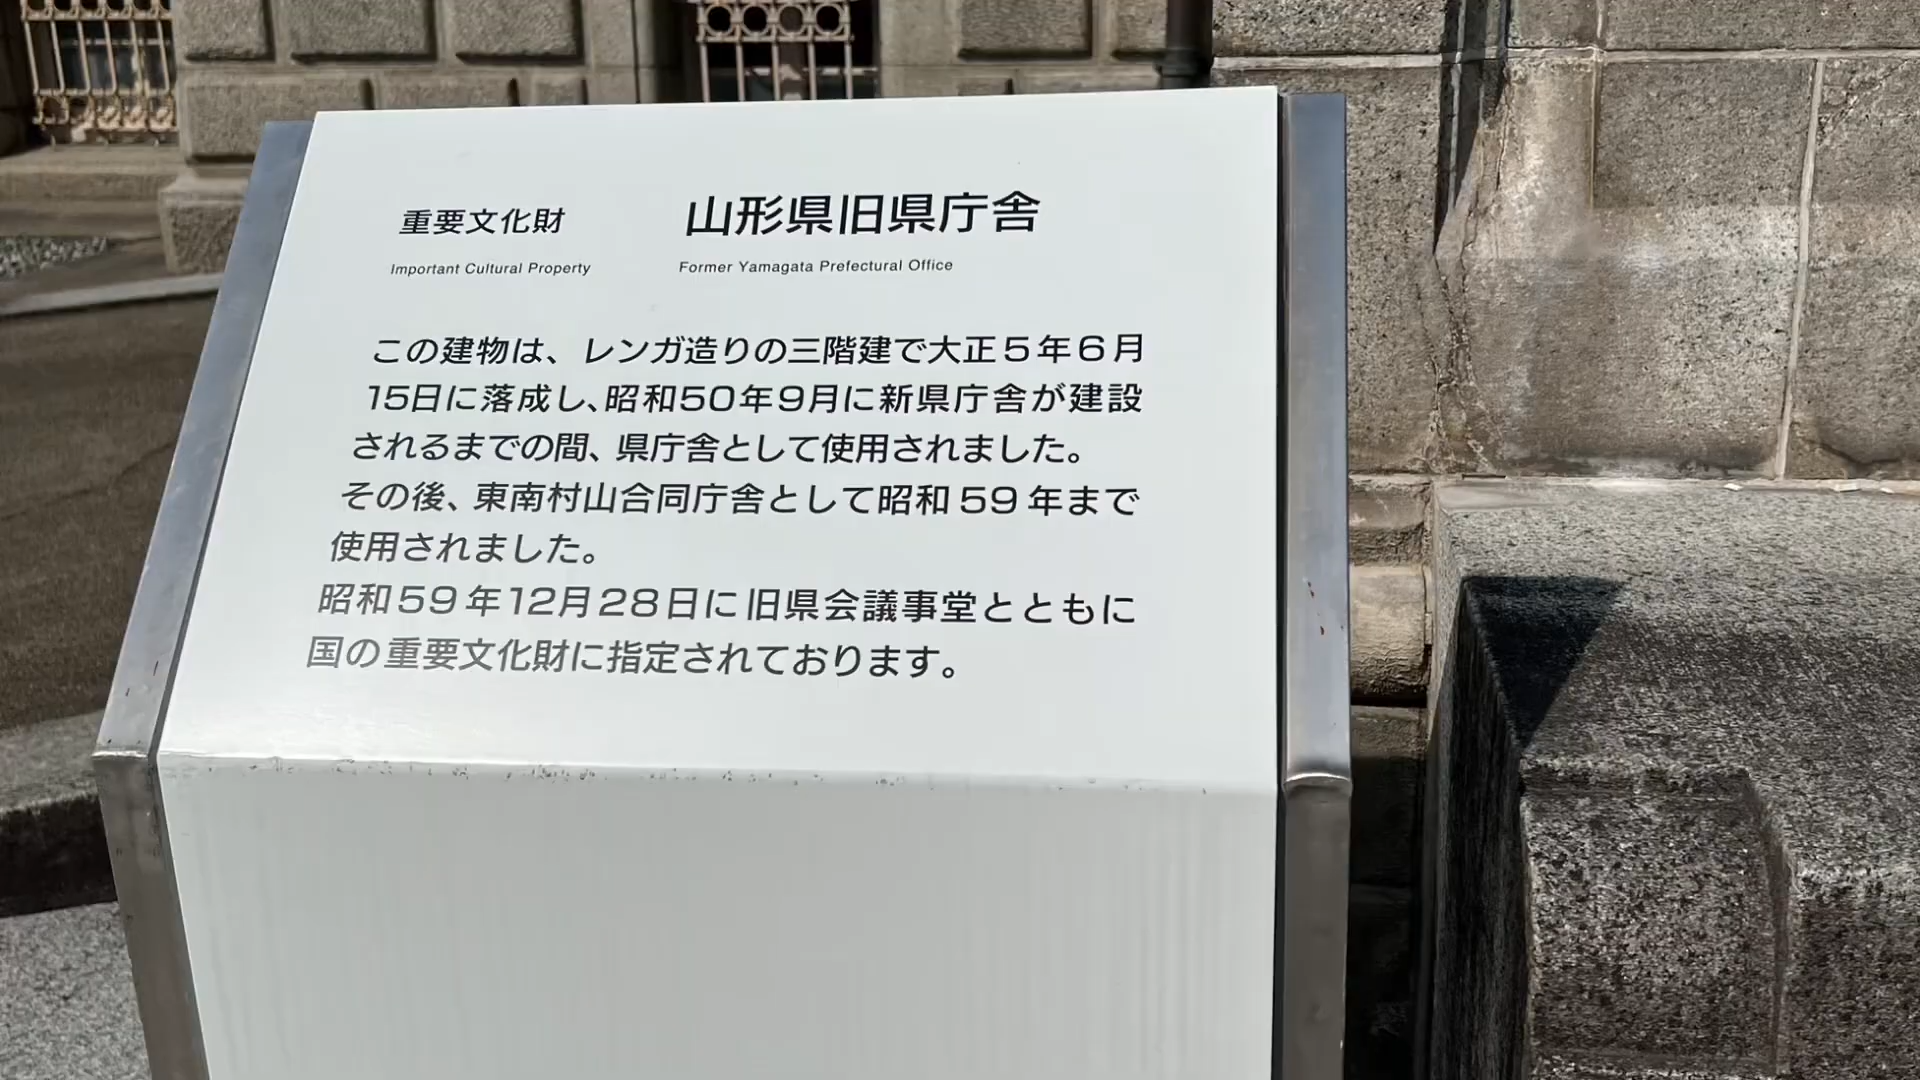 重要文化財 山形県旧県庁舎
Important Cultural Property Former Yamagata Prefectural Office
この建物は、レンガ造りの三階建で大正5年6月
15日に落成し、昭和50年9月に新県庁舎が建設
されるまでの間、県庁舎として使用されました。
その後、東南村山合同庁舎として昭和59年まで
使用されました。
昭和59年12月28日に旧県会議事堂とともに
国の重要文化財に指定されております。